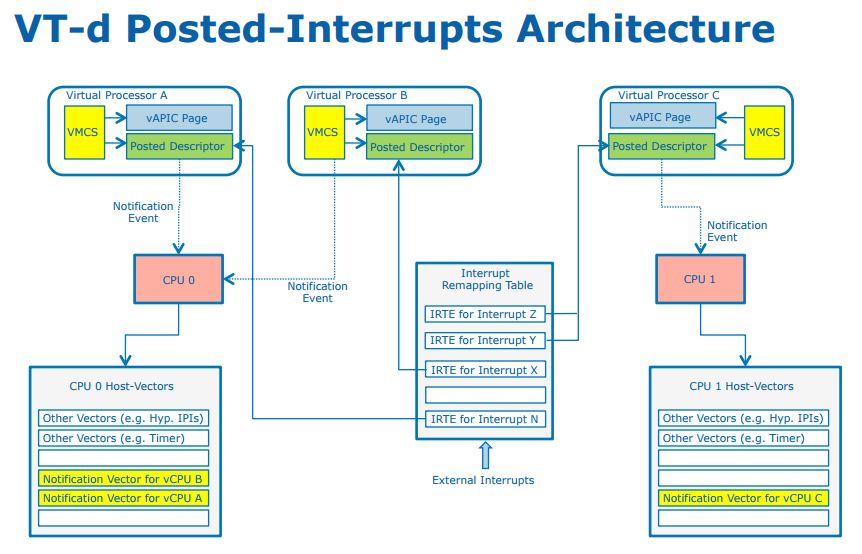 VT-d Posted-Interrupts Architecture
Virtual Processor A
VMCS
vAPIC Page
Posted Descriptor
Virtual Processor B
VMCS
vAPIC Page
Posted Descriptor
Virtual Processor C
vAPIC Page
VMCS
Posted Descriptor
Notification
Event
Notification
Event
Notification
Event
CPU 0
CPU 1
Interrupt
Remapping Table
IRTE for Interrupt Z
IRTE for Interrupt Y
IRTE for Interrupt X
IRTE for Interrupt N
External Interrupts
CPU 0 Host-Vectors
Other Vectors (e.g. Hyp. IPIs)
Other Vectors (e.g. Timer)
Notification Vector for vCPU B
Notification Vector for vCPU A
CPU 1 Host-Vectors
Other Vectors (e.g. Hyp. IPIs)
Other Vectors (e.g. Timer)
Notification Vector for vCPU C